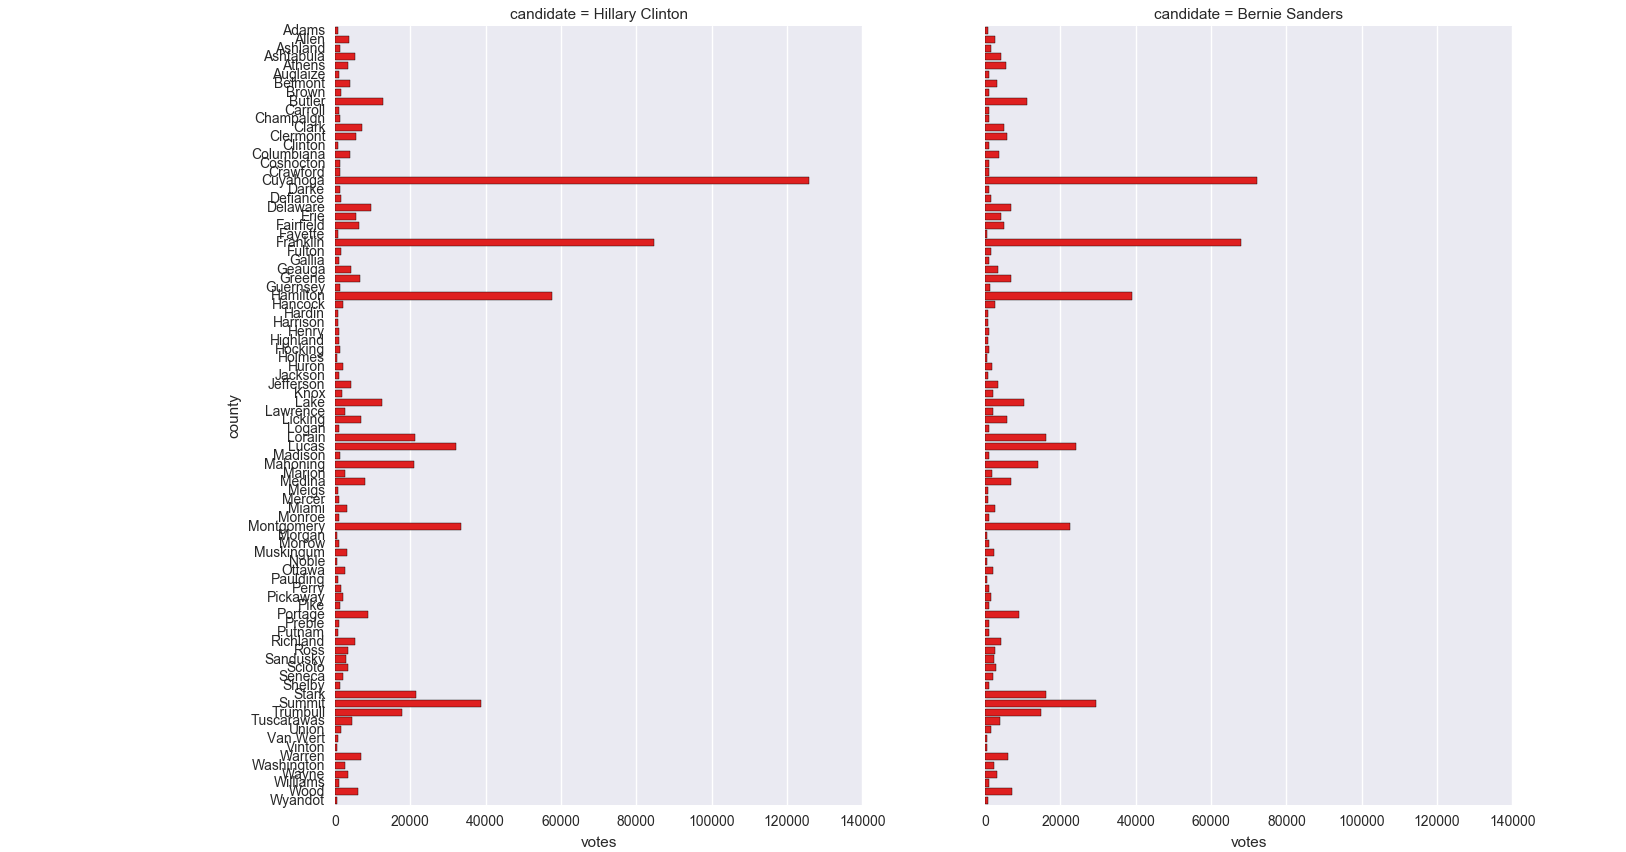 candidate = Hillary Clinton
candidate = Bernie Sanders
Adams
Allen
Ashland
Ashtabula
Athens
Auglaize
Belmont
Brown
Butler
Carroll
Champaign
Clark
Clermont
Clinton
Columbiana
Coshocton
Crawford
Cuyahoga
Darke
Defiance
Delaware
Erie
Fairfield
Fayette
Franklin
Fulton
Gallia
Geauga
Greene
Guernsey
Hamilton
Hancock
Hardin
Harrison
Henry
Highland
Hocking
Holmes
Huron
Jackson
Jefferson
Knox
Lake
Lawrence
Licking
Logan
Lorain
Lucas
Madison
Mahoning
Marion
Medina
Meigs
Mercer
Miami
Monroe
Montgomery
Morgan
Morrow
Muskingum
Noble
Ottawa
Paulding
Perry
Pickaway
Pike
Portage
Preble
Putnam
Richland
Ross
Sandusky
Scioto
Seneca
Shelby
Stark
Summit
Trumbull
Tuscarawas
Union
Van Wert
Vinton
Warren
Washington
Wayne
Williams
Wood
Wyandot
county
0 20000 40000 60000 80000 100000 120000 140000
0 20000 40000 60000 80000 100000 120000 140000
votes
votes